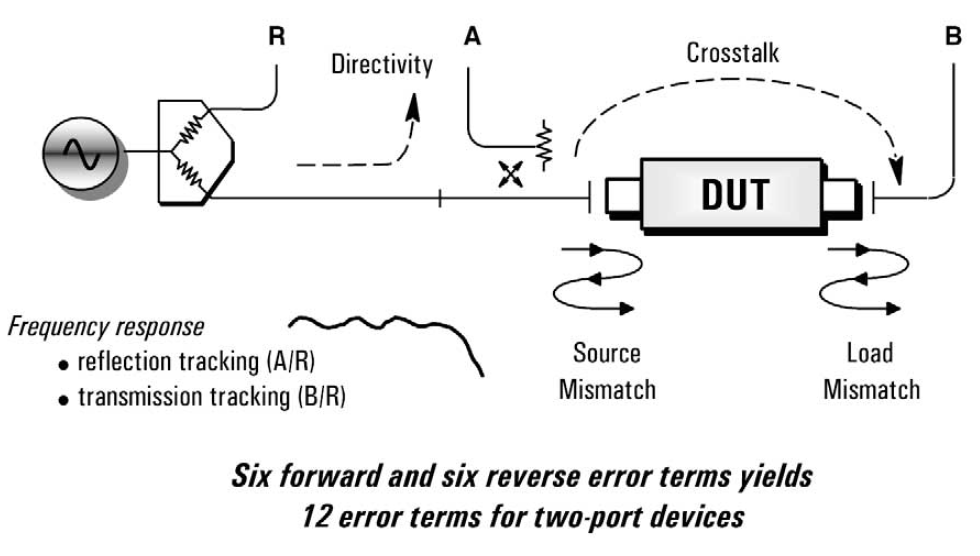 R
A
B
Directivity
Crosstalk
DUT
Frequency response
• reflection tracking (A/R)
• transmission tracking (B/R)
Source
Mismatch
Load
Mismatch
Six forward and six reverse error terms yields
12 error terms for two-port devices